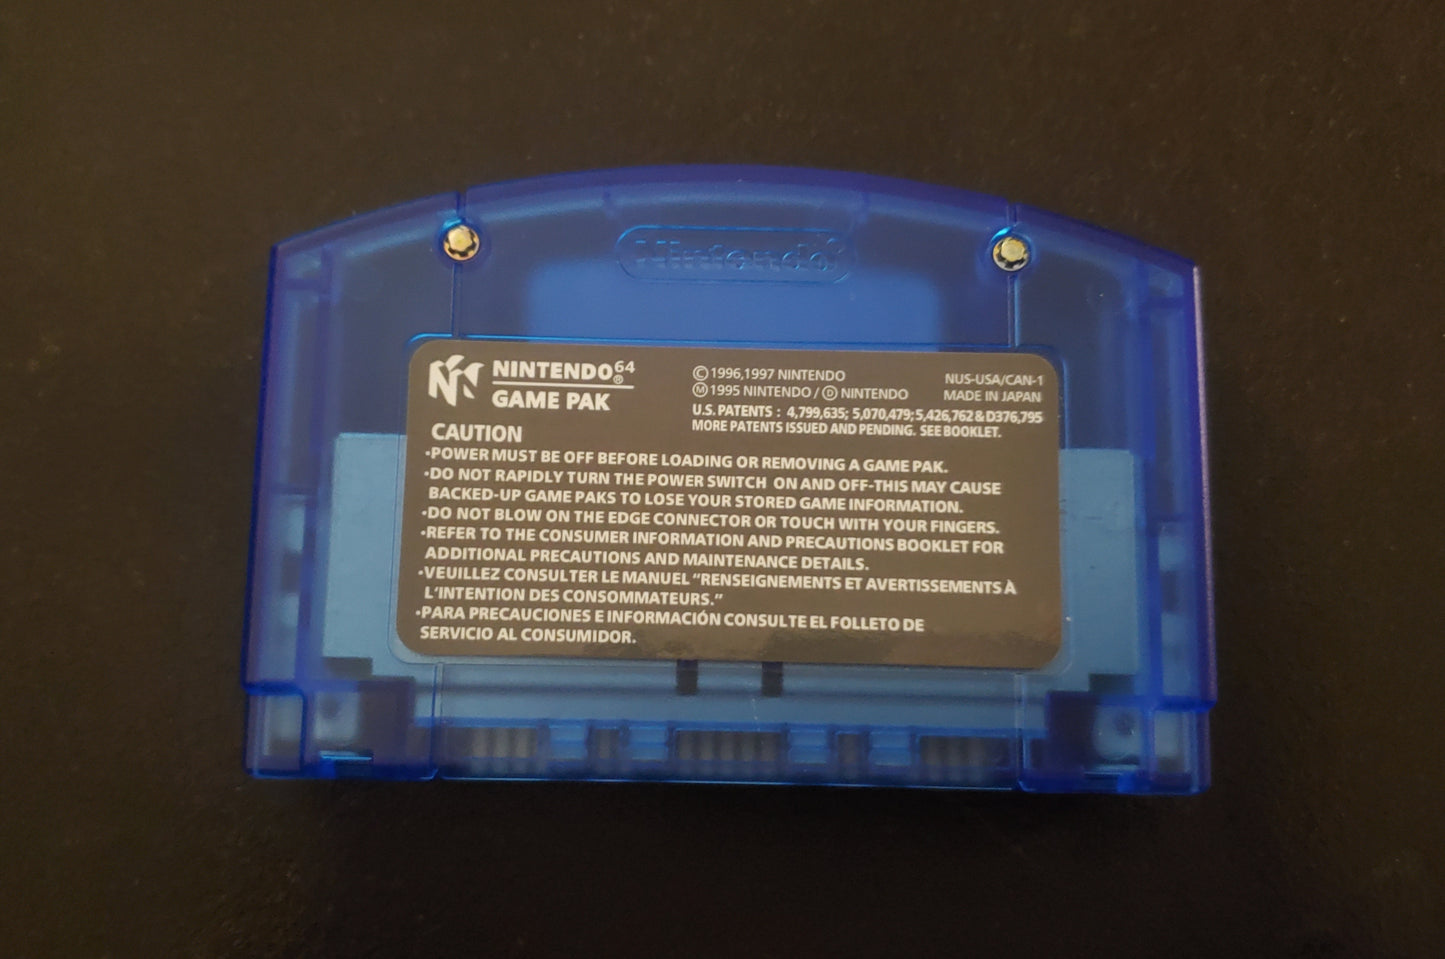 Nintendo®
NINTENDO64®
GAME PAK
©1996,1997 NINTENDO
Ⓜ1995 NINTENDO/Ⓓ NINTENDO
NUS-USA/CAN-1
MADE IN JAPAN
U.S. PATENTS : 4,799,635; 5,070,479; 5,426,762 & D376,795
MORE PATENTS ISSUED AND PENDING. SEE BOOKLET.
CAUTION
•POWER MUST BE OFF BEFORE LOADING OR REMOVING A GAME PAK.
•DO NOT RAPIDLY TURN THE POWER SWITCH ON AND OFF-THIS MAY CAUSE
BACKED-UP GAME PAKS TO LOSE YOUR STORED GAME INFORMATION.
•DO NOT BLOW ON THE EDGE CONNECTOR OR TOUCH WITH YOUR FINGERS.
•REFER TO THE CONSUMER INFORMATION AND PRECAUTIONS BOOKLET FOR
ADDITIONAL PRECAUTIONS AND MAINTENANCE DETAILS.
•VEUILLEZ CONSULTER LE MANUEL “RENSEIGNEMENTS ET AVERTISSEMENTS À
L’INTENTION DES CONSOMMATEURS.”
•PARA PRECAUCIONES E INFORMACIÓN CONSULTE EL FOLLETO DE
SERVICIO AL CONSUMIDOR.